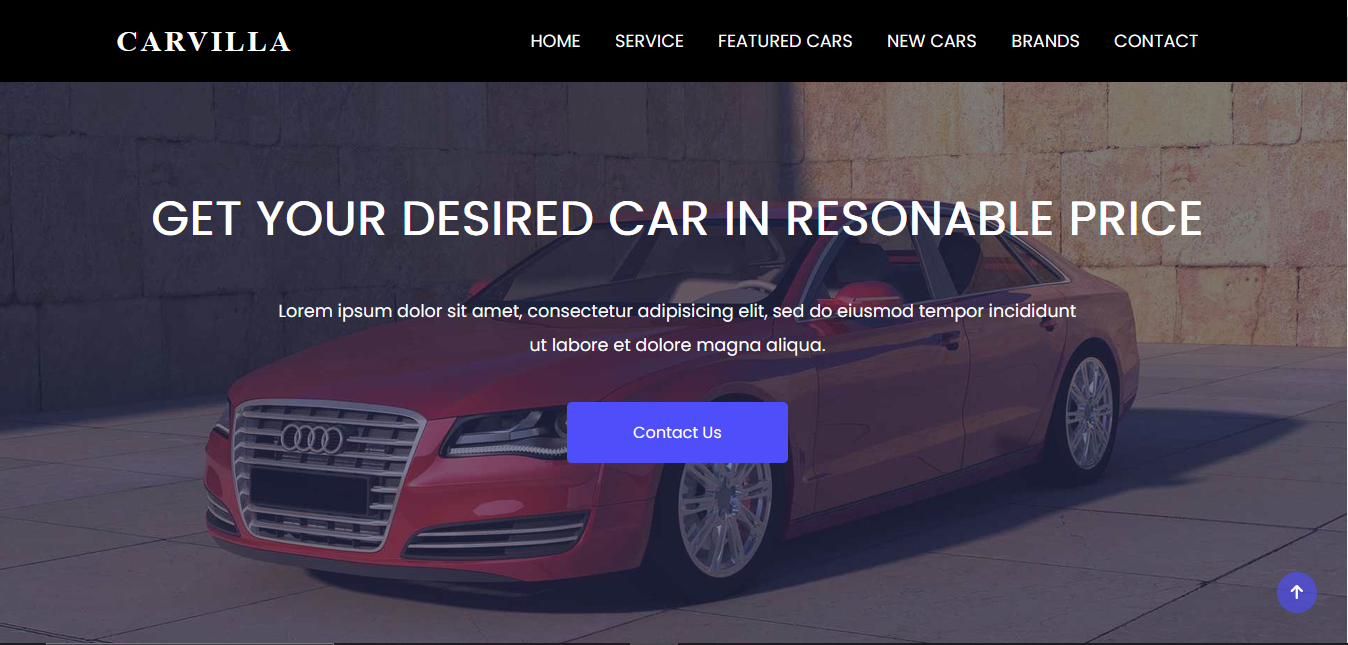 CARVILLA
HOME SERVICE FEATURED CARS NEW CARS BRANDS CONTACT
GET YOUR DESIRED CAR IN RESONABLE PRICE
Lorem ipsum dolor sit amet, consectetur adipisicing elit, sed do eiusmod tempor incididunt
ut labore et dolore magna aliqua.
Contact Us